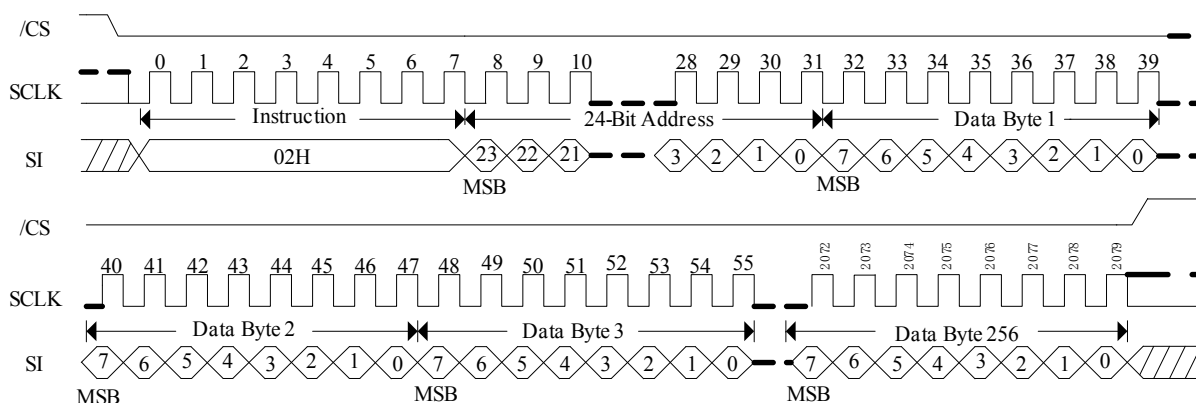 /CS
0 1 2 3 4 5 6 7 8 9 10 28 29 30 31 32 33 34 35 36 37 38 39
SCLK
Instruction 24-Bit Address Data Byte 1
SI 02H 23 22 21 3 2 1 0 7 6 5 4 3 2 1 0
MSB MSB
/CS
40 41 42 43 44 45 46 47 48 49 50 51 52 53 54 55 2072 2073 2074 2075 2076 2077 2078 2079
SCLK
Data Byte 2 Data Byte 3 Data Byte 256
SI 7 6 5 4 3 2 1 0 7 6 5 4 3 2 1 0 7 6 5 4 3 2 1 0
MSB MSB MSB